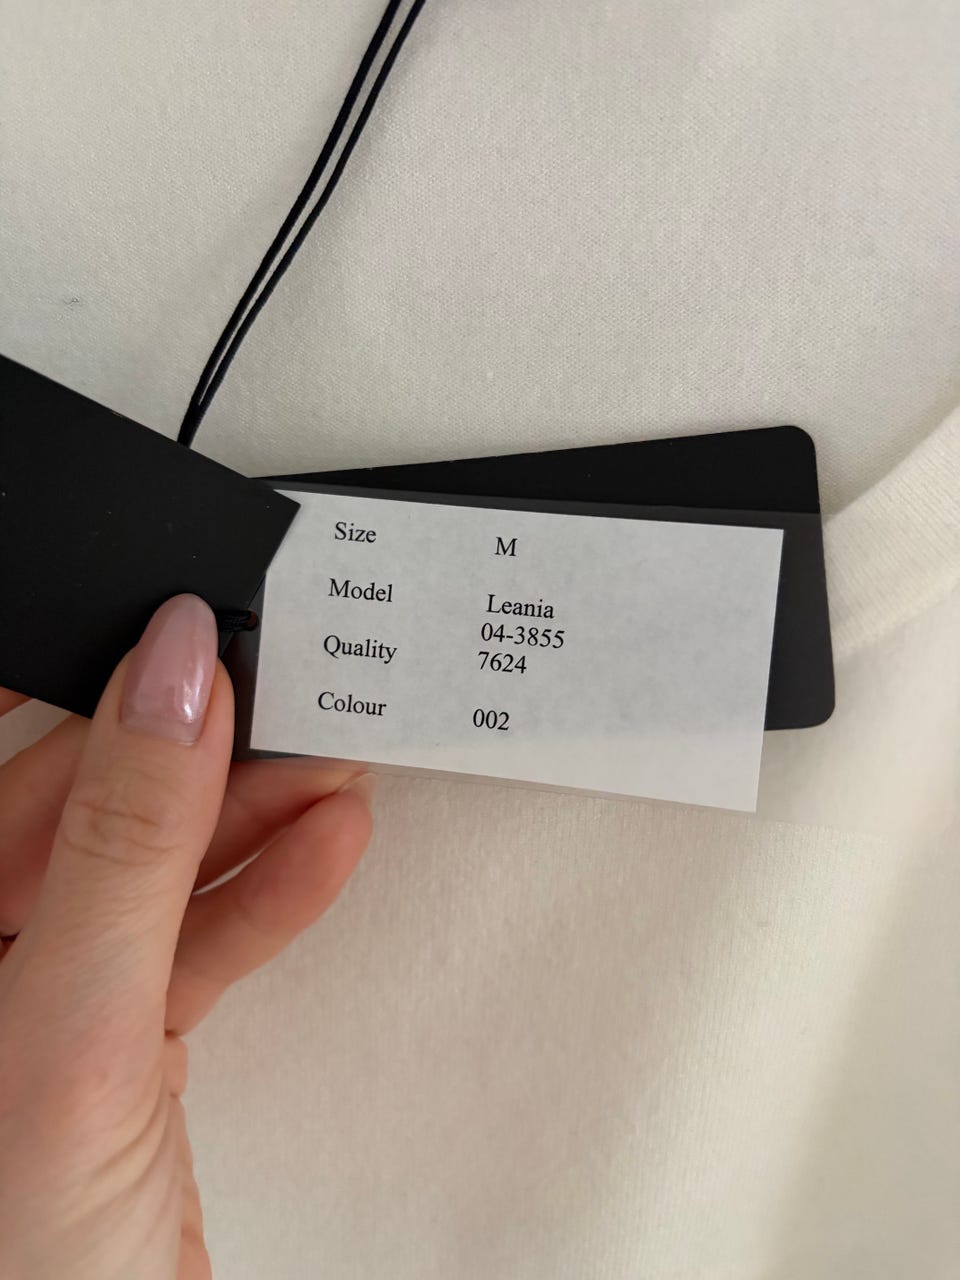 Size M
Model Leania
04-3855
Quality 7624
Colour 002